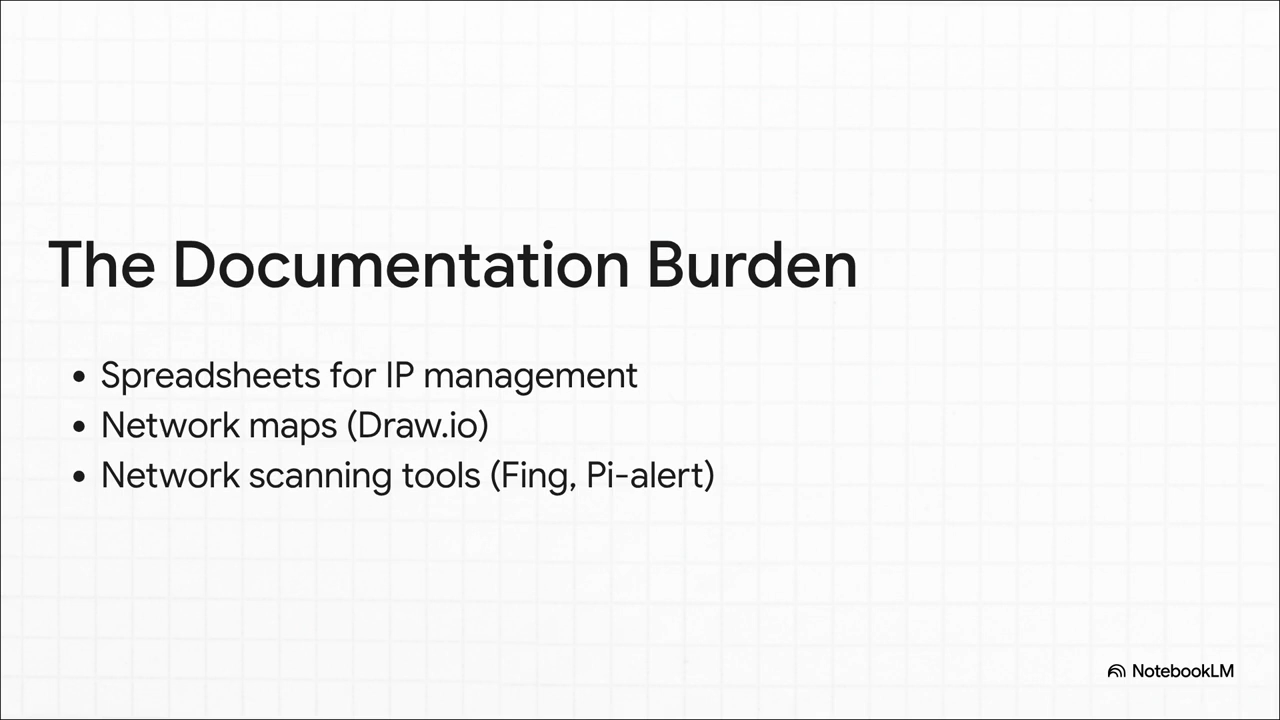 The Documentation Burden
• Spreadsheets for IP management
• Network maps (Draw.io)
• Network scanning tools (Fing, Pi-alert)
NotebookLM